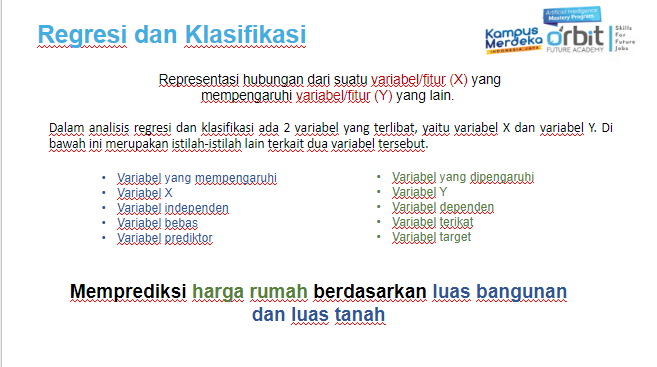 Regresi dan Klasifikasi
Artificial Intelligence
Mastery Program
Kampus
Merdeka
INDONESIA JAYA
orbit
FUTURE ACADEMY
Skills
For
Future
Jobs
Representasi hubungan dari suatu variabel/fitur (X) yang
mempengaruhi variabel/fitur (Y) yang lain.
Dalam analisis regresi dan klasifikasi ada 2 variabel yang terlibat, yaitu variabel X dan variabel Y. Di
bawah ini merupakan istilah-istilah lain terkait dua variabel tersebut.
• Variabel yang mempengaruhi
• Variabel X
• Variabel independen
• Variabel bebas
• Variabel prediktor
• Variabel yang dipengaruhi
• Variabel Y
• Variabel dependen
• Variabel terikat
• Variabel target
Memprediksi harga rumah berdasarkan luas bangunan
dan luas tanah